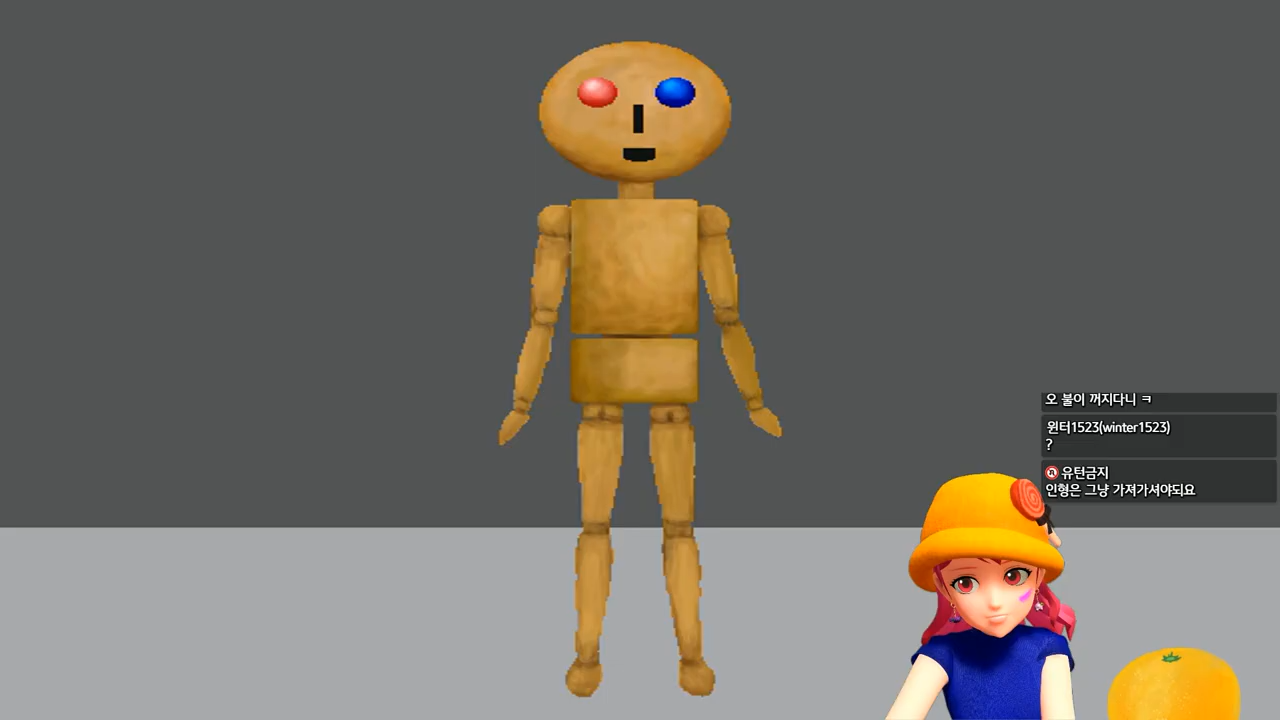 오 불이 꺼지다니 ㅋ
윈터1523(winter1523)
?
유턴금지
인형은 그냥 가져가셔야되요